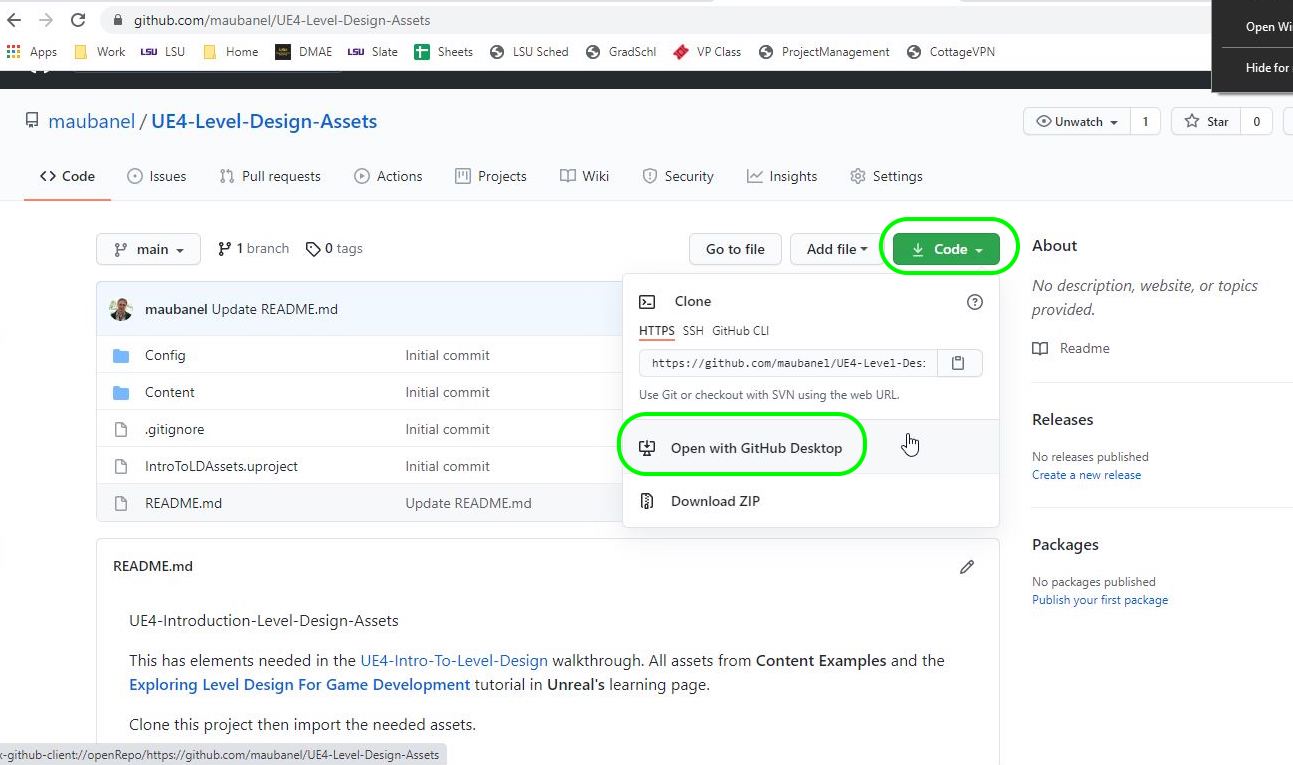 github.com/maubanel/UE4-Level-Design-Assets
Open Wi
Apps Work LSU LSU Home DMAE LSU Slate Sheets LSU Sched GradSchl VP Class ProjectManagement CottageVPN
Hide for
maubanel / UE4-Level-Design-Assets
Unwatch 1 Star 0
<> Code Issues Pull requests Actions Projects Wiki Security Insights Settings
main 1 branch 0 tags Go to file Add file Code
About
No description, website, or topics
provided.
Readme
maubanel Update README.md
Config Initial commit
Content Initial commit
.gitignore Initial commit
IntroToLDAssets.uproject Initial commit
README.md Update README.md
Clone
HTTPS SSH GitHub CLI
https://github.com/maubanel/UE4-Level-Des
Use Git or checkout with SVN using the web URL.
Open with GitHub Desktop
Download ZIP
Releases
No releases published
Create a new release
Packages
No packages published
Publish your first package
README.md
UE4-Introduction-Level-Design-Assets
This has elements needed in the UE4-Intro-To-Level-Design walkthrough. All assets from Content Examples and the
Exploring Level Design For Game Development tutorial in Unreal's learning page.
Clone this project then import the needed assets.
x-github-client://openRepo/https://github.com/maubanel/UE4-Level-Design-Assets